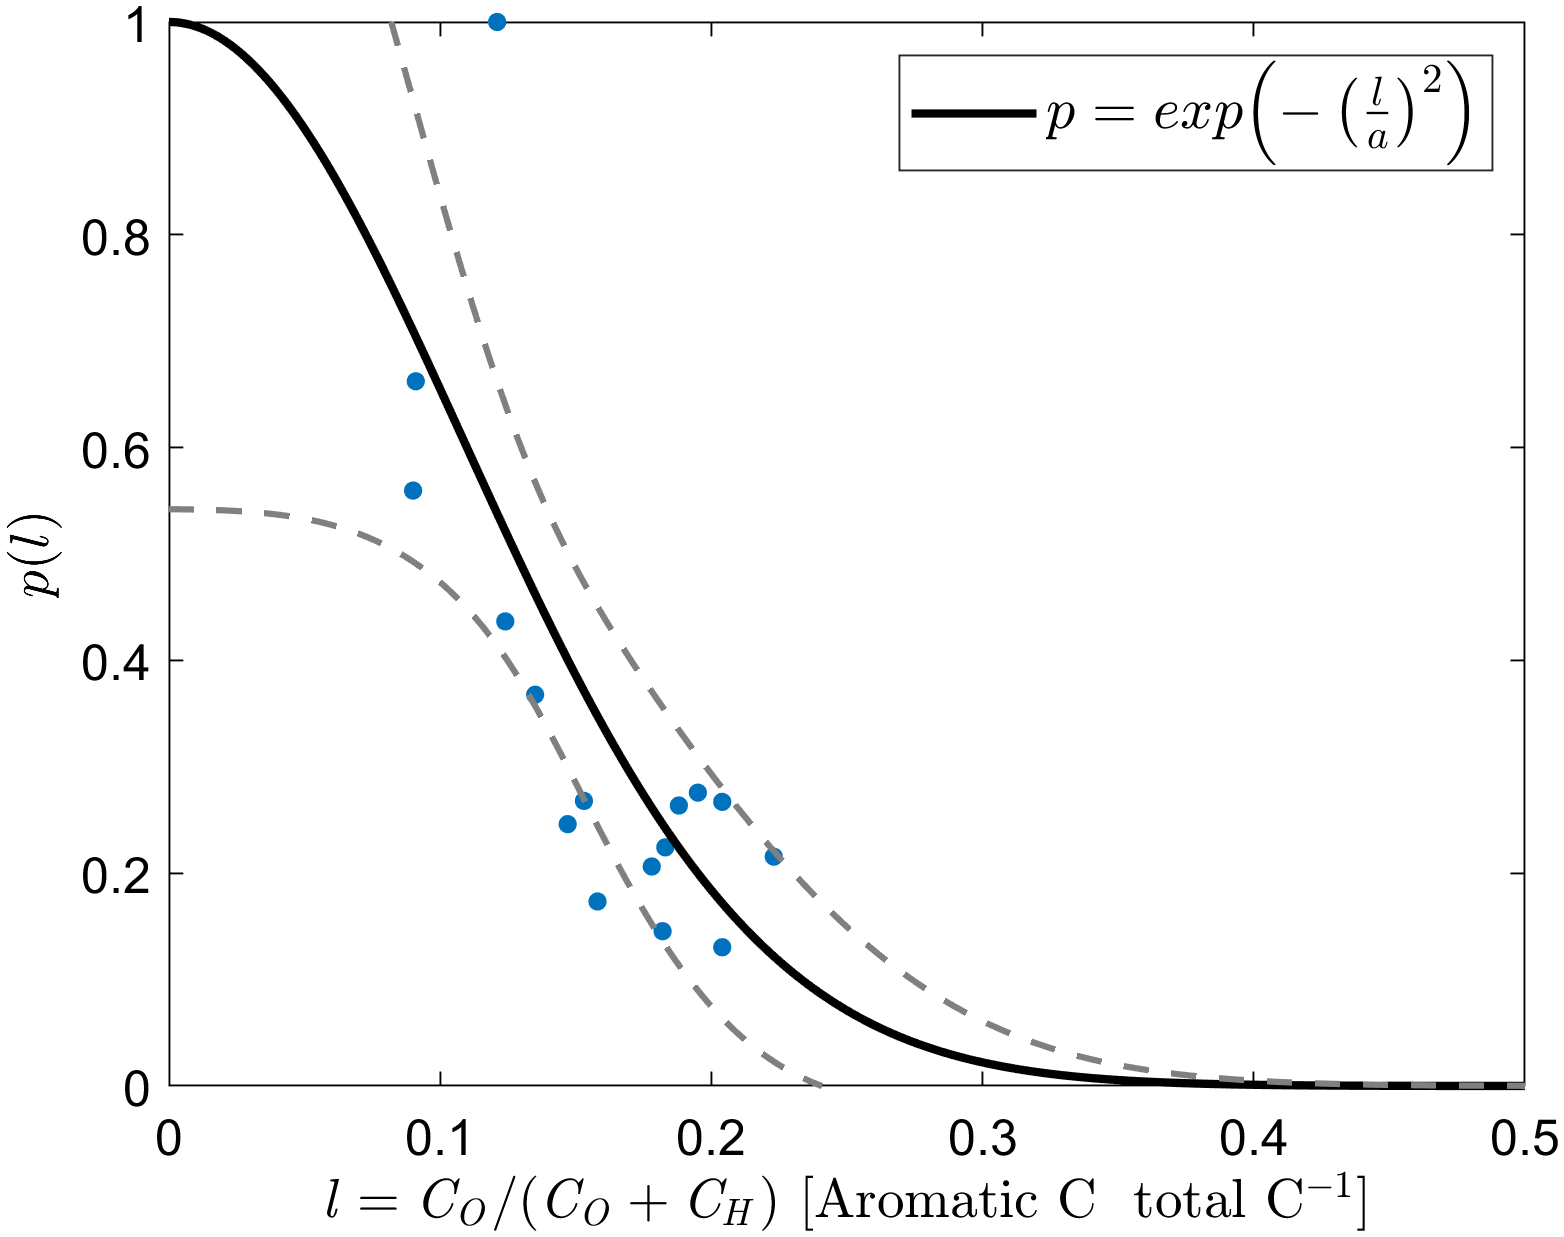 1
0.8
0.6
0.4
0.2
0
0 0.1 0.2 0.3 0.4 0.5
p(l)
l = C_O/(C_O + C_H) [Aromatic C total C⁻¹]
p = exp(−(l/a)²)